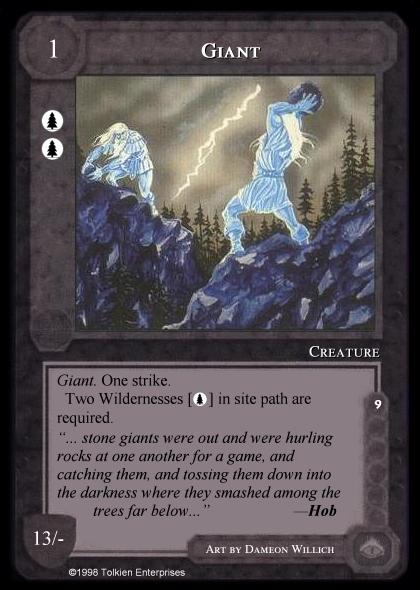 1
GIANT
CREATURE
Giant. One strike.
Two Wildernesses [ ] in site path are
required.
9
“... stone giants were out and were hurling
rocks at one another for a game, and
catching them, and tossing them down into
the darkness where they smashed among the
trees far below...” —Hob
13/-
ART BY DAMEON WILLICH
©1998 Tolkien Enterprises